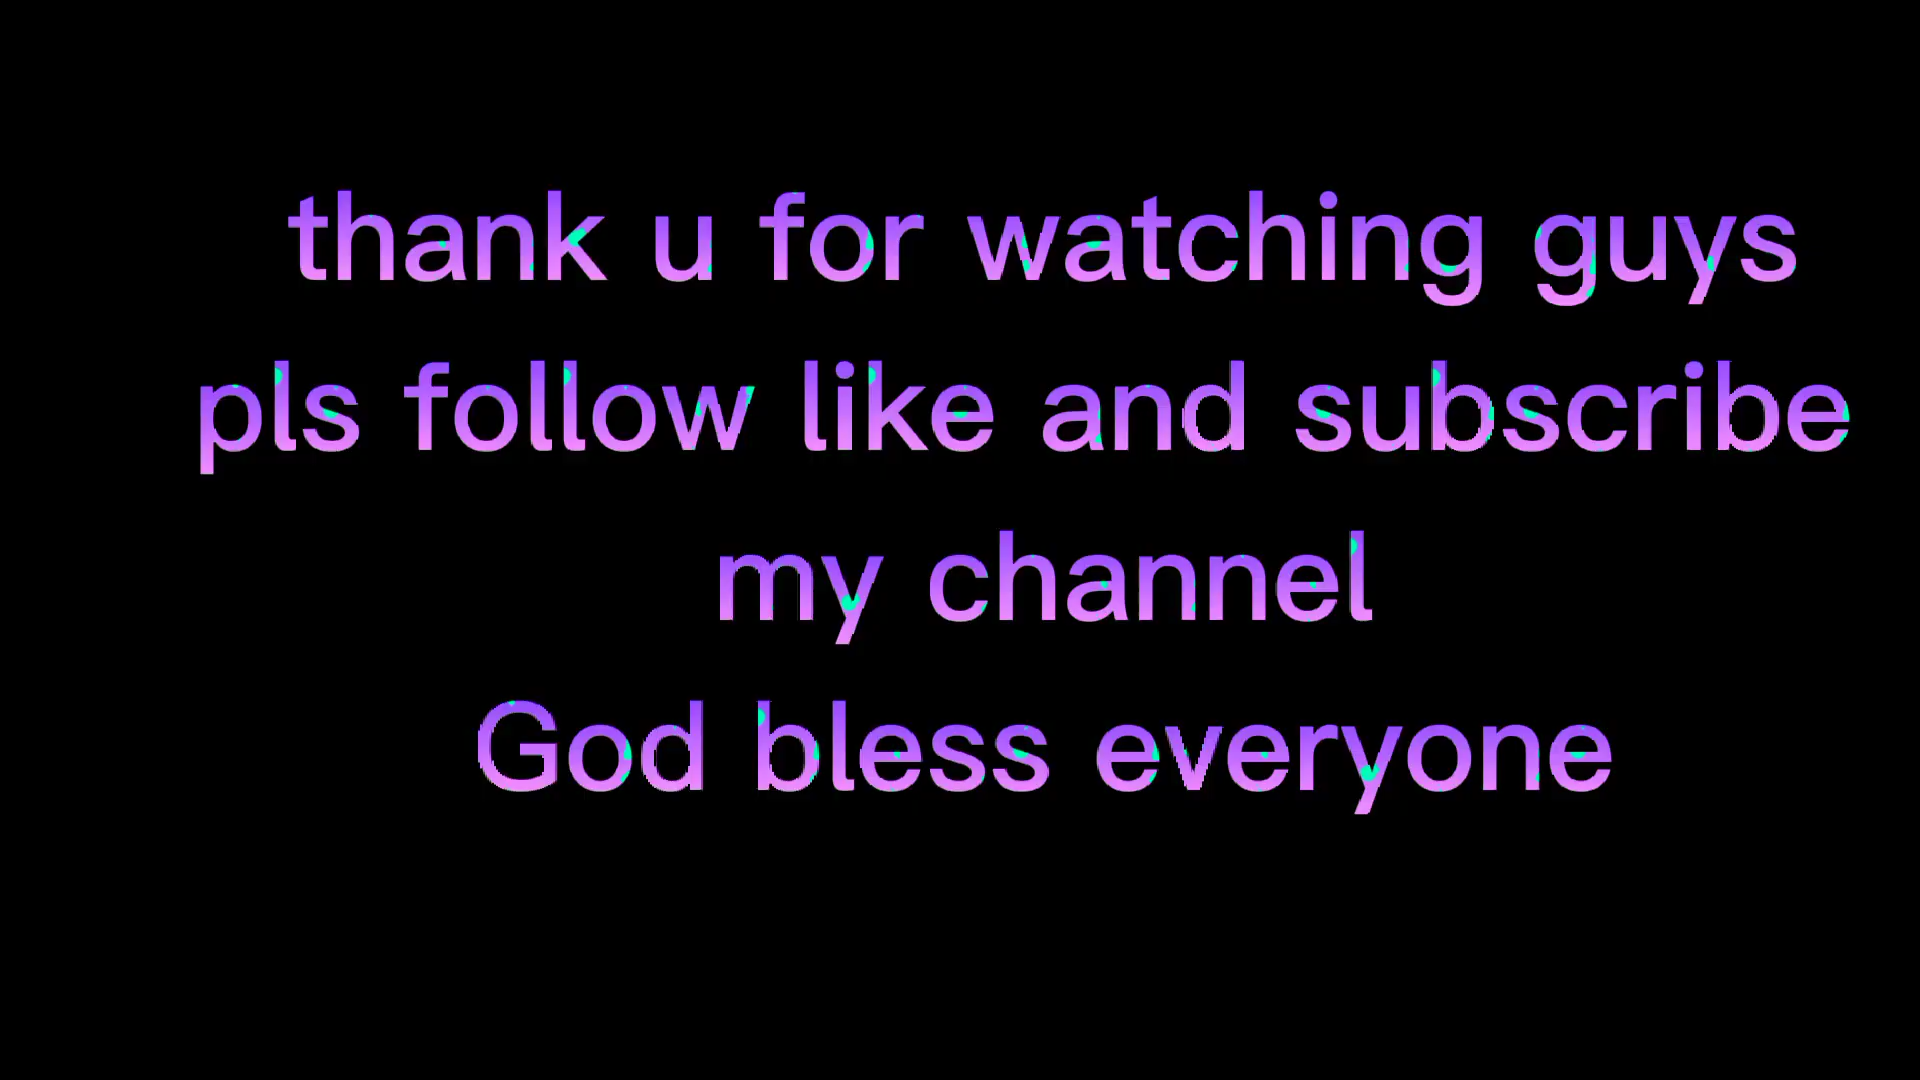 thank u for watching guys
pls follow like and subscribe
my channel
God bless everyone